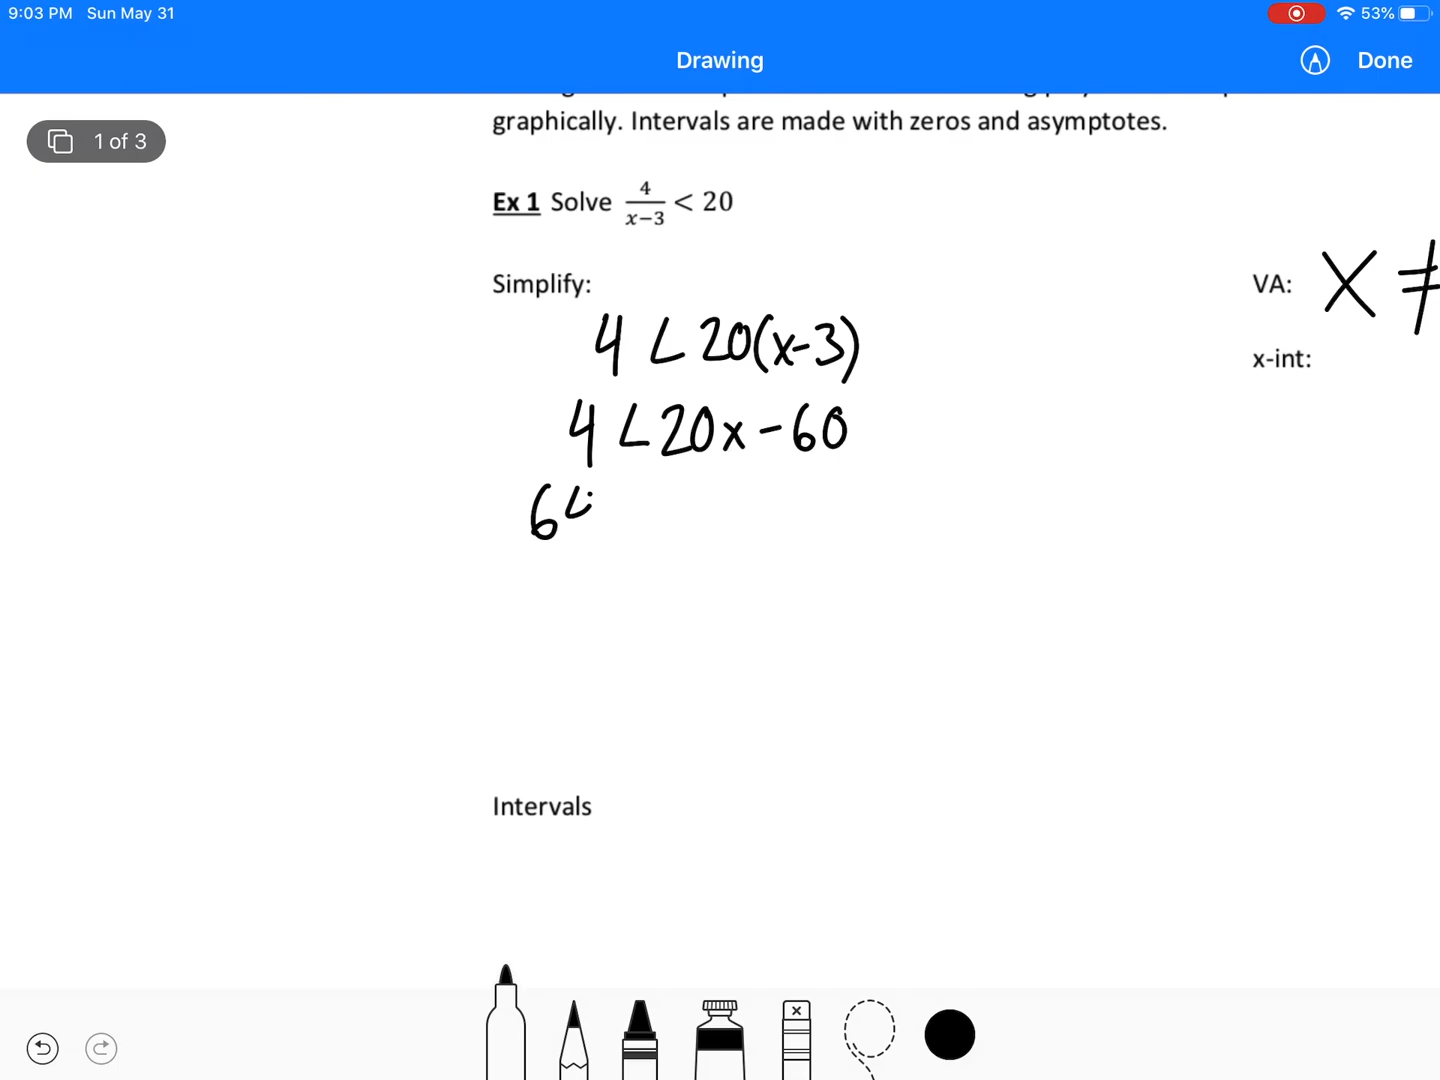 9:03 PM Sun May 31
53%
Drawing
Done
1 of 3
graphically. Intervals are made with zeros and asymptotes.
Ex 1 Solve 4/(x−3) < 20
Simplify:
VA: X ≠
4 < 20(x-3)
x-int:
4 < 20x - 60
6
Intervals